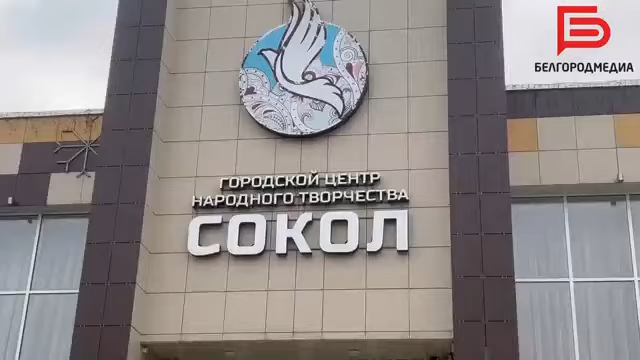 БЕЛГОРОДМЕДИА
ГОРОДСКОЙ ЦЕНТР
НАРОДНОГО ТВОРЧЕСТВА
СОКОЛ